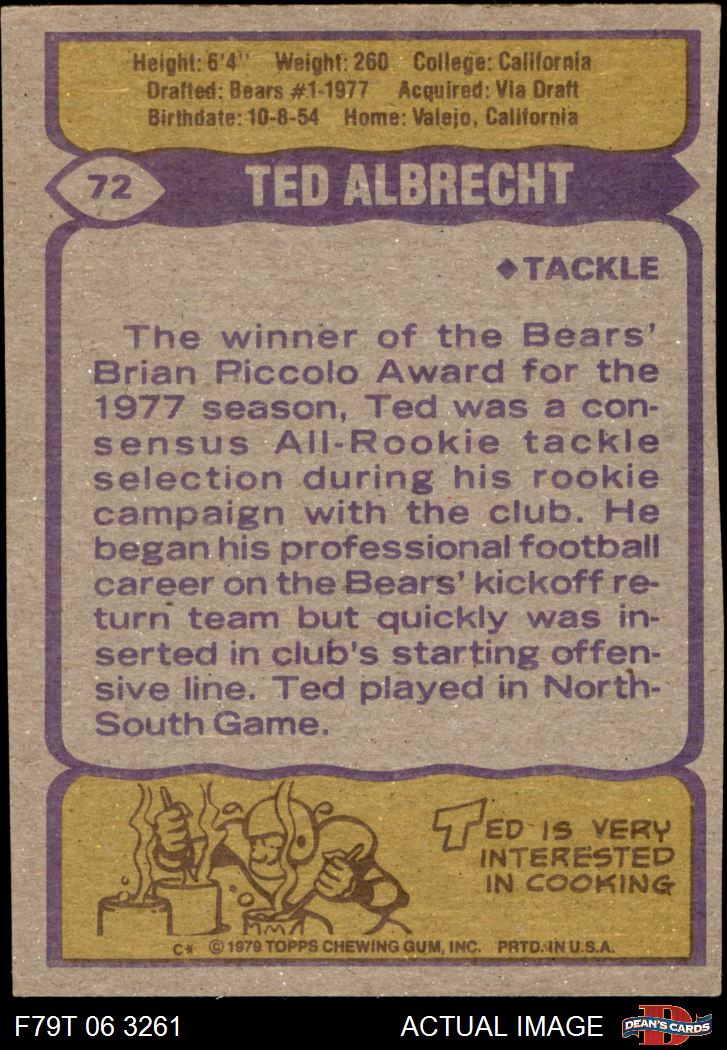 Height: 6'4" Weight: 260 College: California
Drafted: Bears #1-1977 Acquired: Via Draft
Birthdate: 10-8-54 Home: Valejo, California
72
TED ALBRECHT
TACKLE
The winner of the Bears'
Brian Piccolo Award for the
1977 season, Ted was a con-
sensus All-Rookie tackle
selection during his rookie
campaign with the club. He
began his professional football
career on the Bears' kickoff re-
turn team but quickly was in-
serted in club's starting offen-
sive line. Ted played in North-
South Game.
TED IS VERY
INTERESTED
IN COOKING
C* © 1979 TOPPS CHEWING GUM, INC. PRTD. IN U.S.A.
F79T 06 3261
ACTUAL IMAGE
D
DEAN'S CARDS